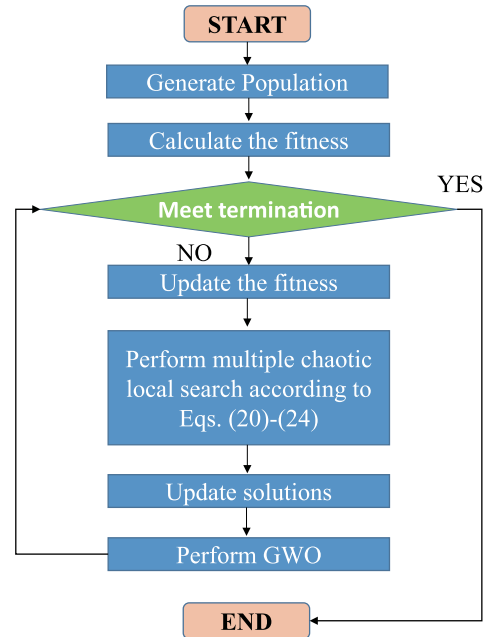 START
Generate Population
Calculate the fitness
YES
Meet termination
NO
Update the fitness
Perform multiple chaotic
local search according to
Eqs. (20)-(24)
Update solutions
Perform GWO
END